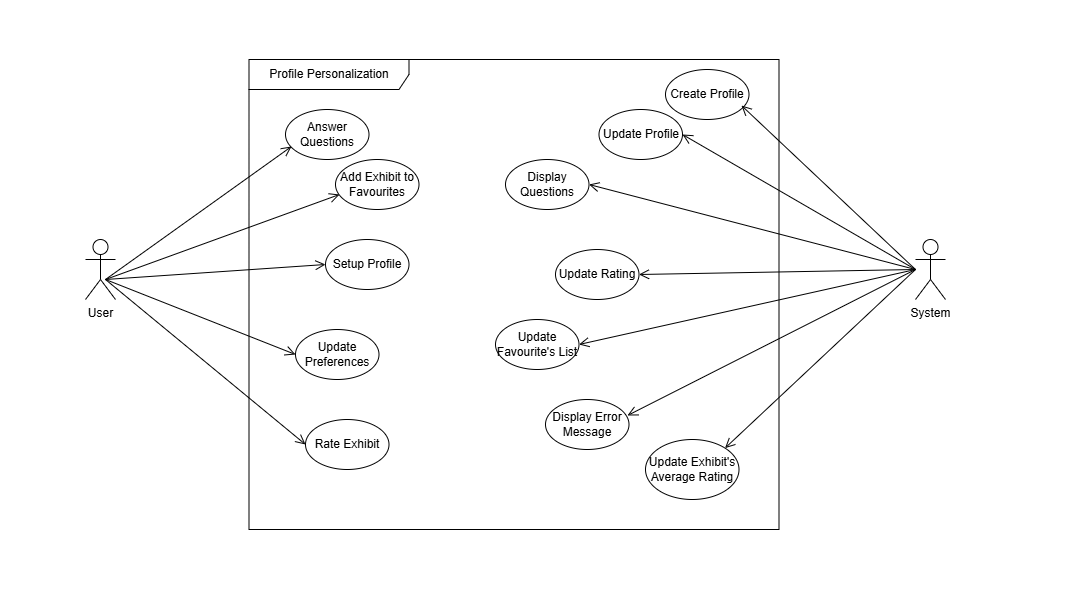 Profile Personalization
Create Profile
Answer
Questions
Update Profile
Add Exhibit to
Favourites
Display
Questions
Setup Profile
Update Rating
User
System
Update
Preferences
Update
Favourite's List
Display Error
Message
Rate Exhibit
Update Exhibit's
Average Rating